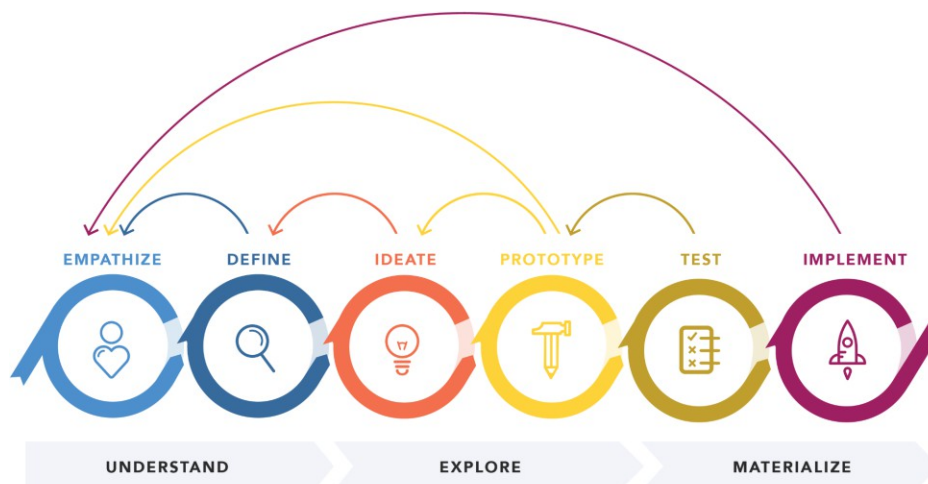 EMPATHIZE DEFINE IDEATE PROTOTYPE TEST IMPLEMENT
UNDERSTAND EXPLORE MATERIALIZE